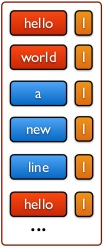 hello 1
world 1
a 1
new 1
line 1
hello 1
...